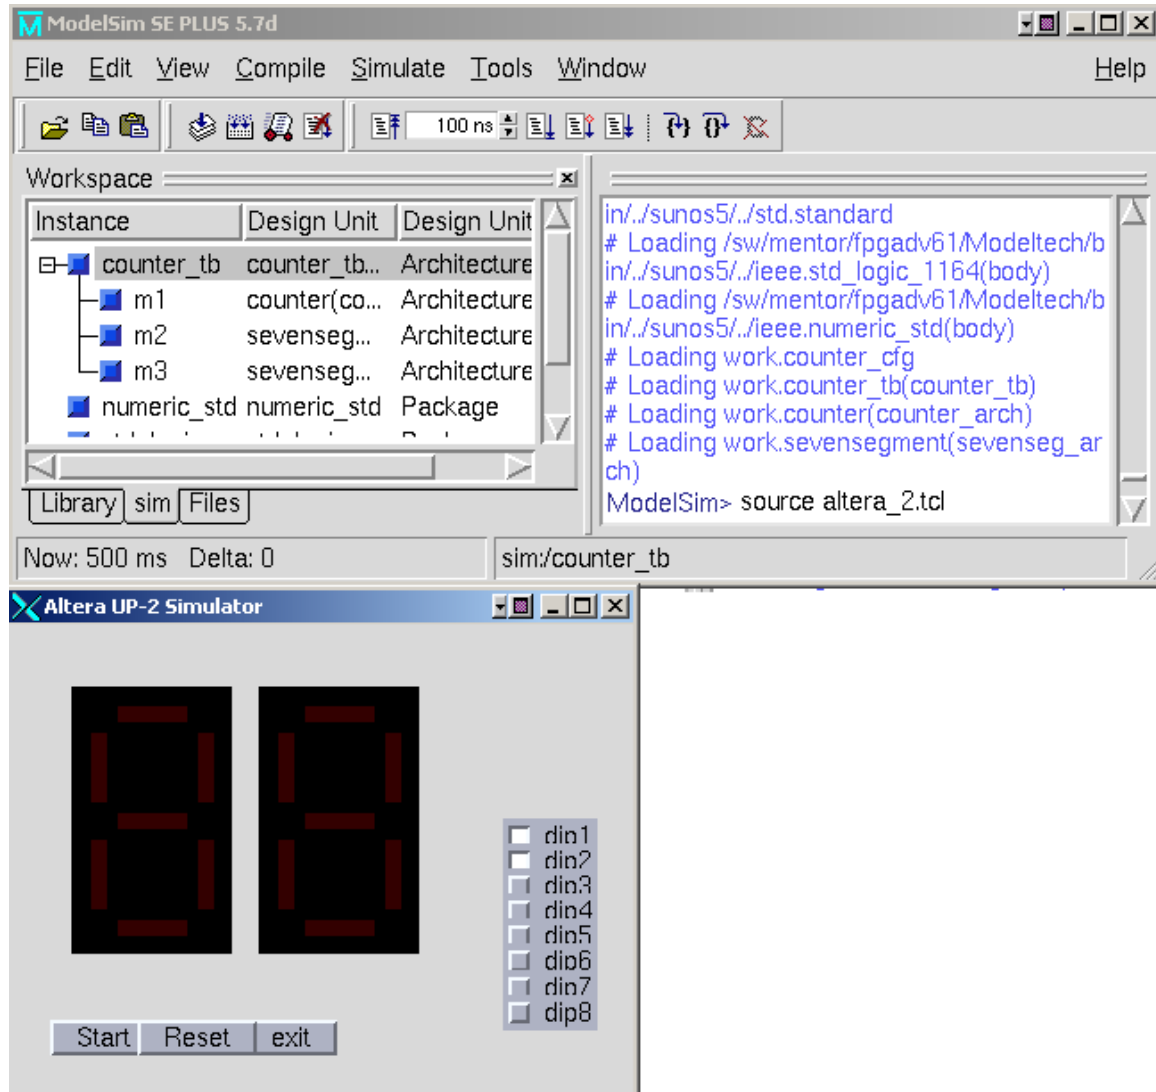 ModelSim SE PLUS 5.7d
File Edit View Compile Simulate Tools Window Help
100 ns
Workspace
Instance Design Unit Design Unit
counter_tb counter_tb... Architecture
m1 counter(co... Architecture
m2 sevenseg... Architecture
m3 sevenseg... Architecture
numeric_std numeric_std Package
Library sim Files
in/../sunos5/../std.standard
# Loading /sw/mentor/fpgadv61/Modeltech/b
in/../sunos5/../ieee.std_logic_1164(body)
# Loading /sw/mentor/fpgadv61/Modeltech/b
in/../sunos5/../ieee.numeric_std(body)
# Loading work.counter_cfg
# Loading work.counter_tb(counter_tb)
# Loading work.counter(counter_arch)
# Loading work.sevensegment(sevenseg_ar
ch)
ModelSim> source altera_2.tcl
Now: 500 ms Delta: 0 sim:/counter_tb
Altera UP-2 Simulator
dip1
dip2
dip3
dip4
dip5
dip6
dip7
dip8
Start Reset exit